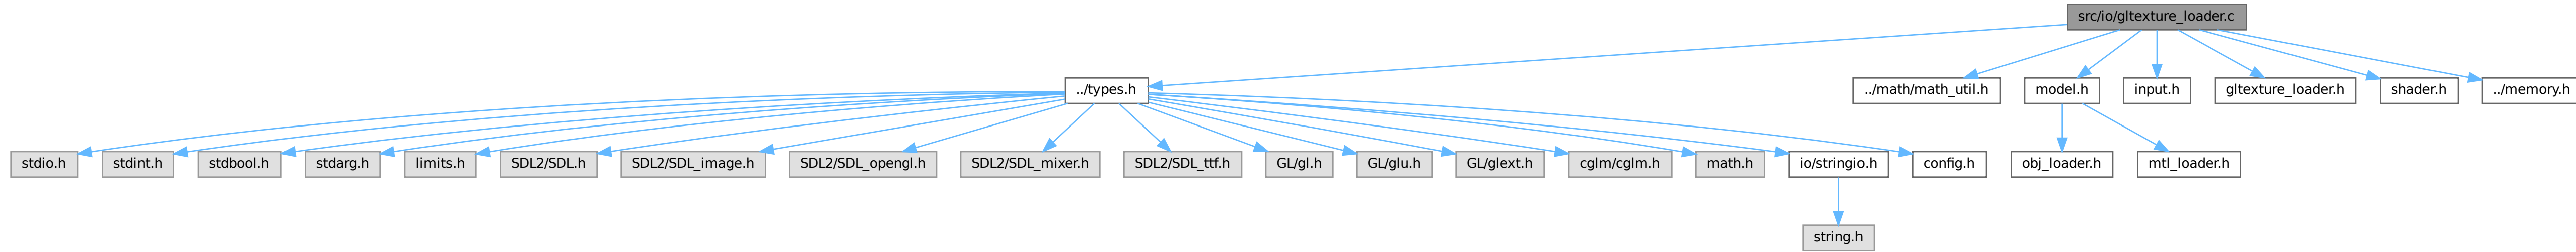 src/io/gltexture_loader.c
../types.h
../math/math_util.h
model.h
input.h
gltexture_loader.h
shader.h
../memory.h
stdio.h
stdint.h
stdbool.h
stdarg.h
limits.h
SDL2/SDL.h
SDL2/SDL_image.h
SDL2/SDL_opengl.h
SDL2/SDL_mixer.h
SDL2/SDL_ttf.h
GL/gl.h
GL/glu.h
GL/glext.h
cglm/cglm.h
math.h
io/stringio.h
config.h
obj_loader.h
mtl_loader.h
string.h